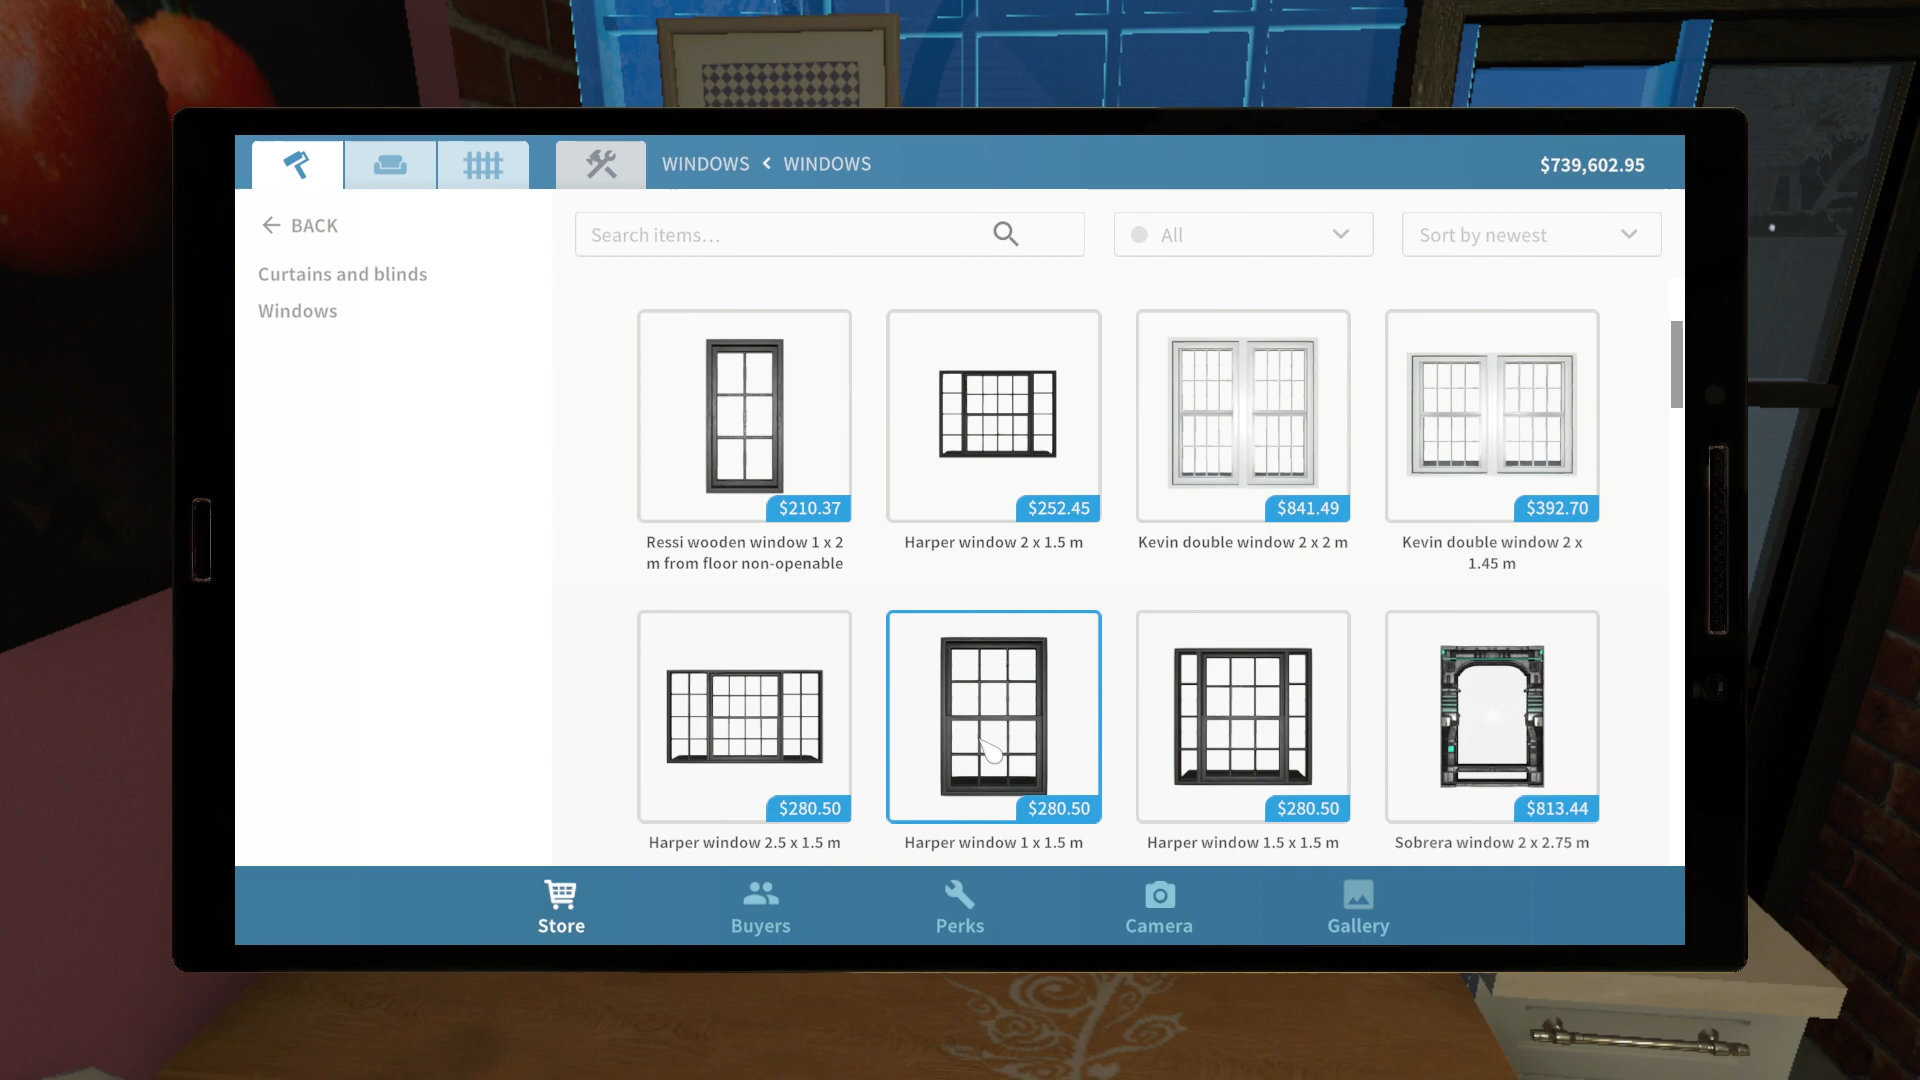 WINDOWS < WINDOWS
$739,602.95
BACK
Curtains and blinds
Windows
Search items...
All
Sort by newest
$210.37
$252.45
$841.49
$392.70
Ressi wooden window 1 x 2
m from floor non-openable
Harper window 2 x 1.5 m
Kevin double window 2 x 2 m
Kevin double window 2 x
1.45 m
$280.50
$280.50
$280.50
$813.44
Harper window 2.5 x 1.5 m
Harper window 1 x 1.5 m
Harper window 1.5 x 1.5 m
Sobrera window 2 x 2.75 m
Store
Buyers
Perks
Camera
Gallery